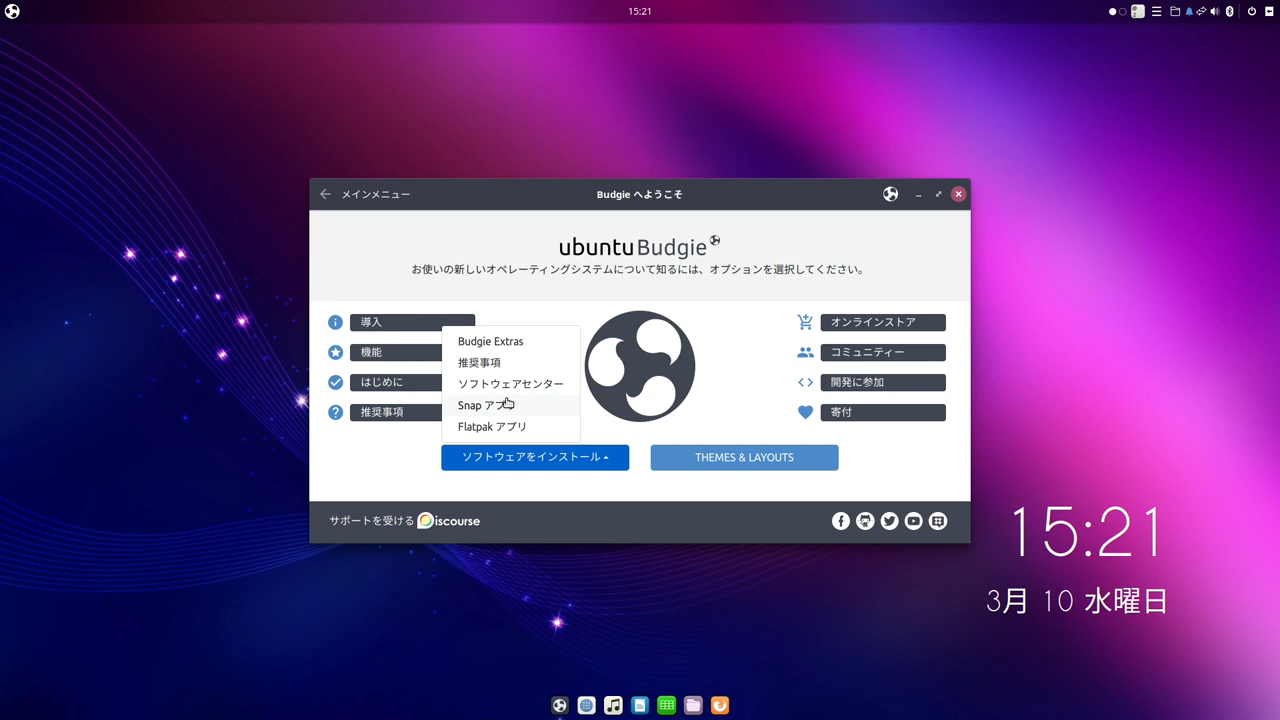 15:21
メインメニュー
Budgie へようこそ
ubuntu Budgie
お使いの新しいオペレーティングシステムについて知るには、オプションを選択してください。
導入
機能
はじめに
推奨事項
Budgie Extras
推奨事項
ソフトウェアセンター
Snap アプリ
Flatpak アプリ
オンラインストア
コミュニティー
開発に参加
寄付
ソフトウェアをインストール
THEMES & LAYOUTS
サポートを受ける Discourse
15:21
3月 10 水曜日